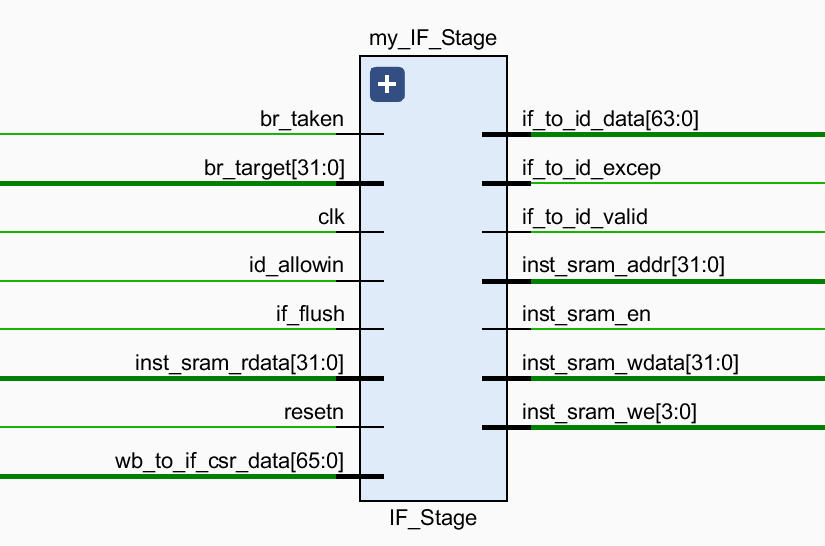 my_IF_Stage
br_taken
br_target[31:0]
clk
id_allowin
if_flush
inst_sram_rdata[31:0]
resetn
wb_to_if_csr_data[65:0]
if_to_id_data[63:0]
if_to_id_excep
if_to_id_valid
inst_sram_addr[31:0]
inst_sram_en
inst_sram_wdata[31:0]
inst_sram_we[3:0]
IF_Stage